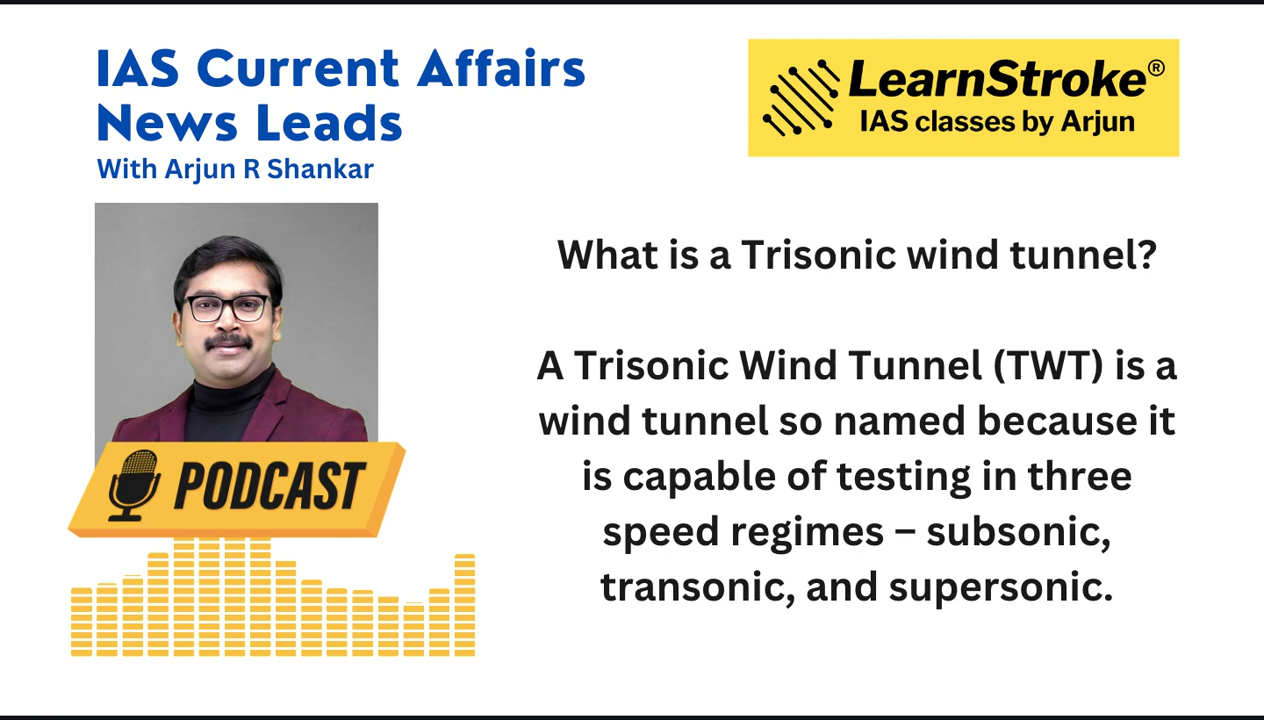 IAS Current Affairs
News Leads
With Arjun R Shankar
LearnStroke®
IAS classes by Arjun
What is a Trisonic wind tunnel?
A Trisonic Wind Tunnel (TWT) is a
wind tunnel so named because it
is capable of testing in three
speed regimes – subsonic,
transonic, and supersonic.
PODCAST